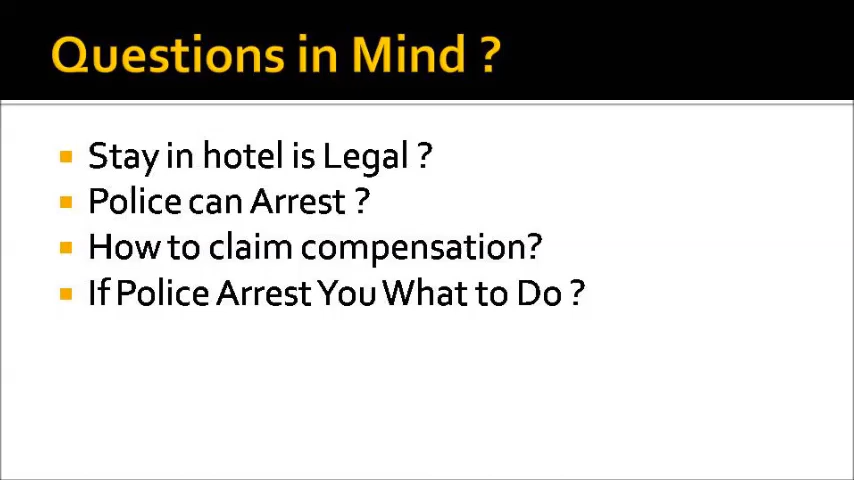 Questions in Mind ?
Stay in hotel is Legal ?
Police can Arrest ?
How to claim compensation?
If Police Arrest You What to Do ?